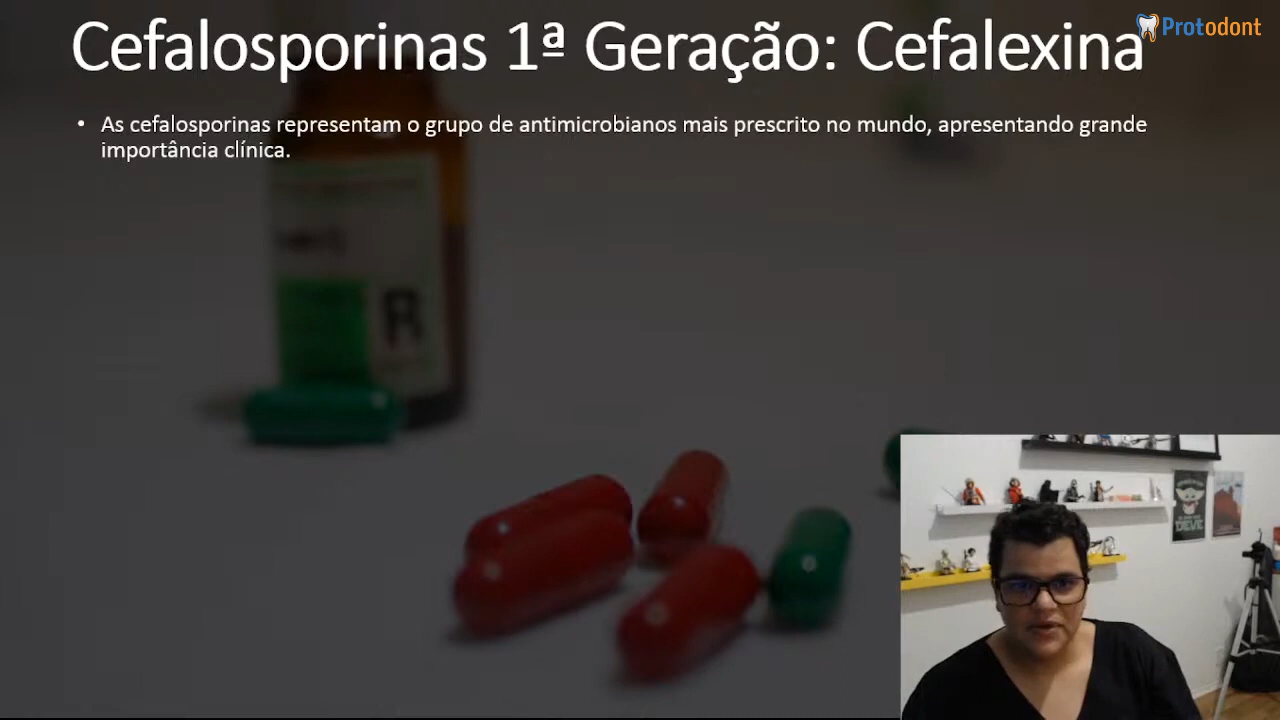 Cefalosporinas 1ª Geração: Cefalexina
Protodont
• As cefalosporinas representam o grupo de antimicrobianos mais prescrito no mundo, apresentando grande
importância clínica.
R
DEVE